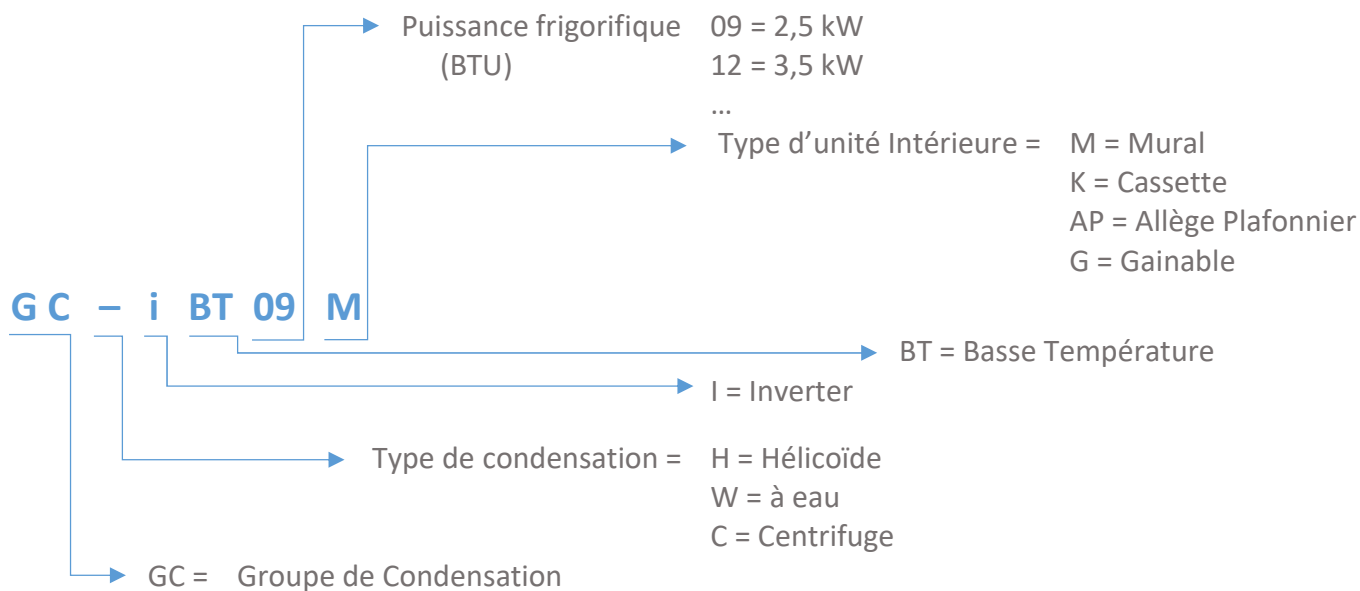 Puissance frigorifique 09 = 2,5 kW
(BTU) 12 = 3,5 kW
…
Type d’unité Intérieure = M = Mural
K = Cassette
AP = Allège Plafonnier
G = Gainable
G C – i BT 09 M
BT = Basse Température
I = Inverter
Type de condensation = H = Hélicoïde
W = à eau
C = Centrifuge
GC = Groupe de Condensation